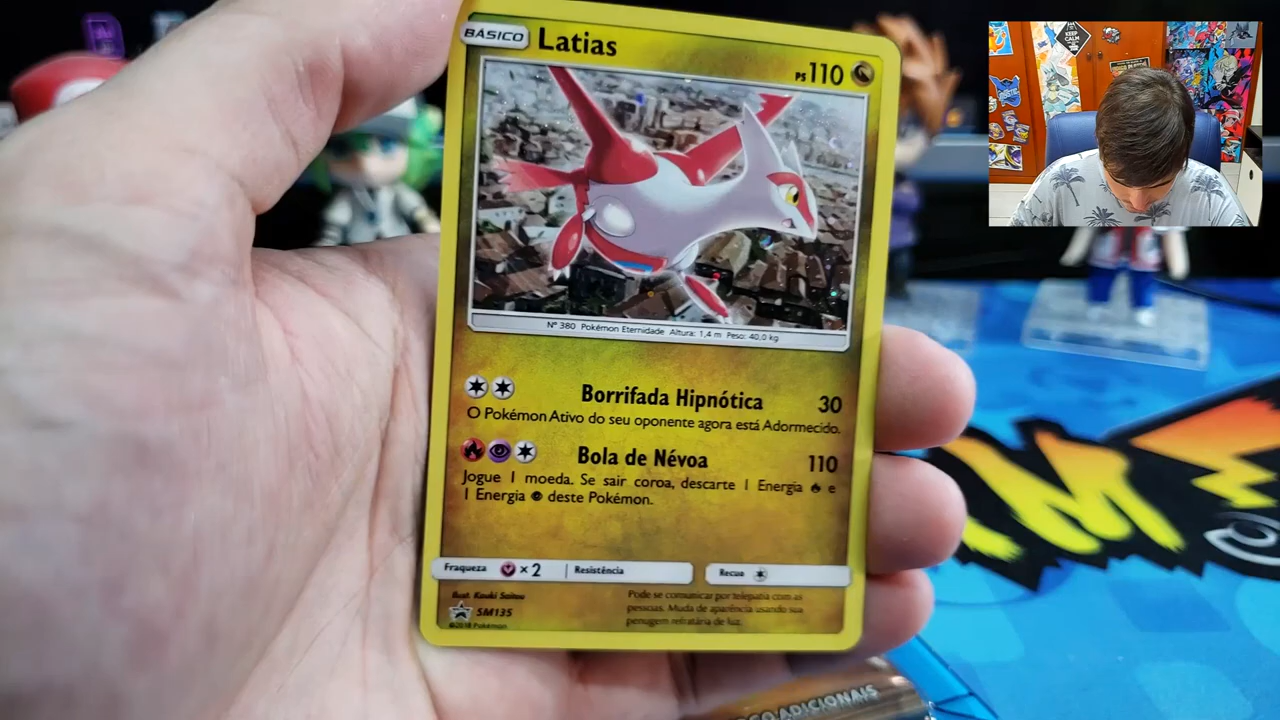 BÁSICO Latias PS 110
Nº 380 Pokémon Eternidade Altura: 1,4 m Peso: 40,0 kg
Borrifada Hipnótica 30
O Pokémon Ativo do seu oponente agora está Adormecido.
Bola de Névoa 110
Jogue 1 moeda. Se sair coroa, descarte 1 Energia e
1 Energia deste Pokémon.
Fraqueza ×2 Resistência Recuo
Ilust. Kouki Saitou
SM135
©2018 Pokémon
Pode se comunicar por telepatia com as
pessoas. Muda de aparência usando sua
penugem refratária de luz.
ADICIONAIS
KEEP
CALM